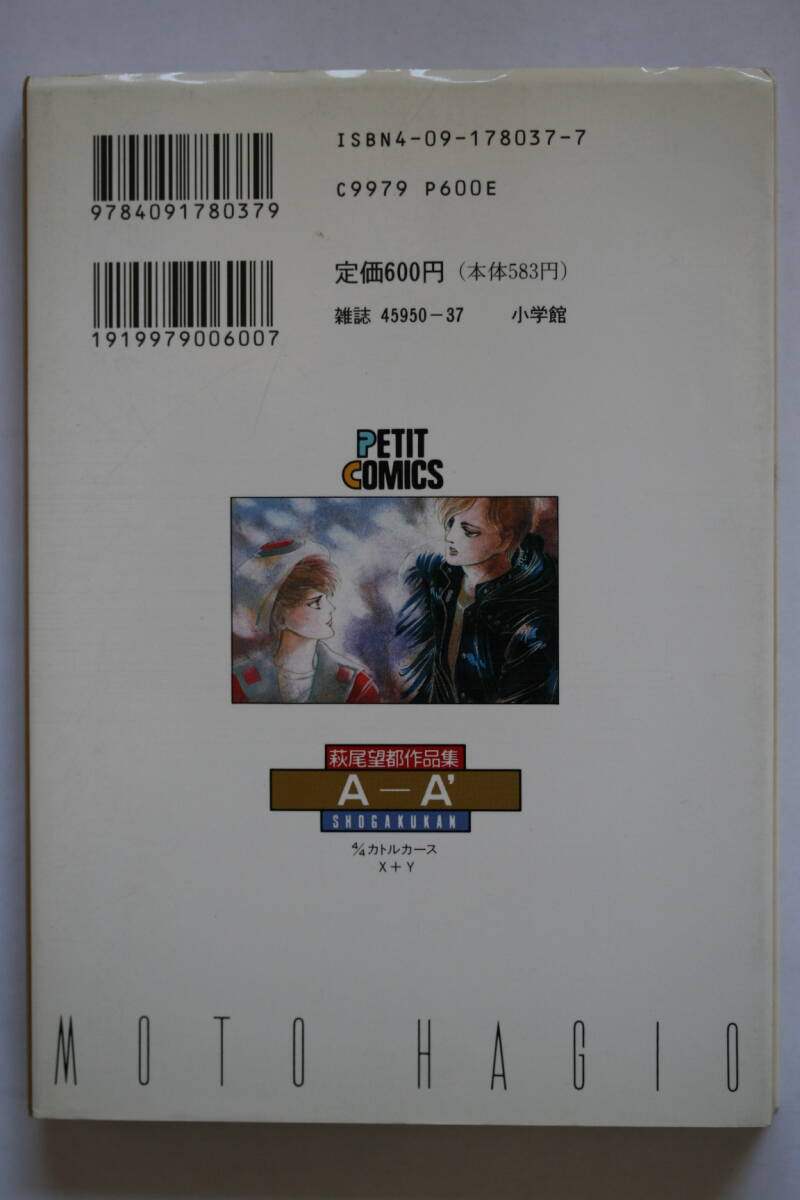 ISBN4-09-178037-7
C9979 P600E
9784091780379
定価600円（本体583円）
雑誌 45950-37 小学館
1919979006007
PETIT
COMICS
萩尾望都作品集
A—A'
SHOGAKUKAN
4/4カトルカース
X+Y
MOTO HAGIO